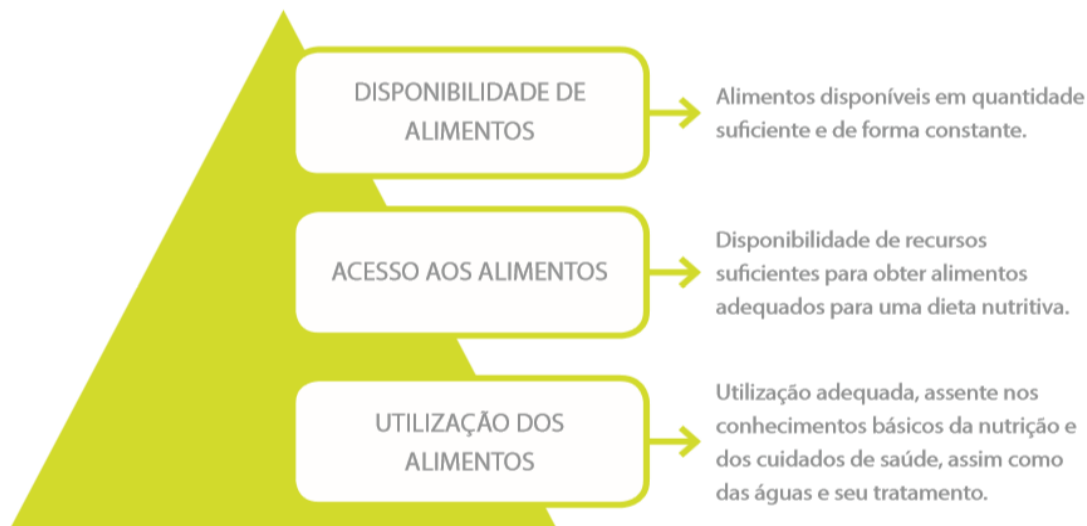 DISPONIBILIDADE DE
ALIMENTOS
Alimentos disponíveis em quantidade
suficiente e de forma constante.
ACESSO AOS ALIMENTOS
Disponibilidade de recursos
suficientes para obter alimentos
adequados para uma dieta nutritiva.
UTILIZAÇÃO DOS
ALIMENTOS
Utilização adequada, assente nos
conhecimentos básicos da nutrição e
dos cuidados de saúde, assim como
das águas e seu tratamento.